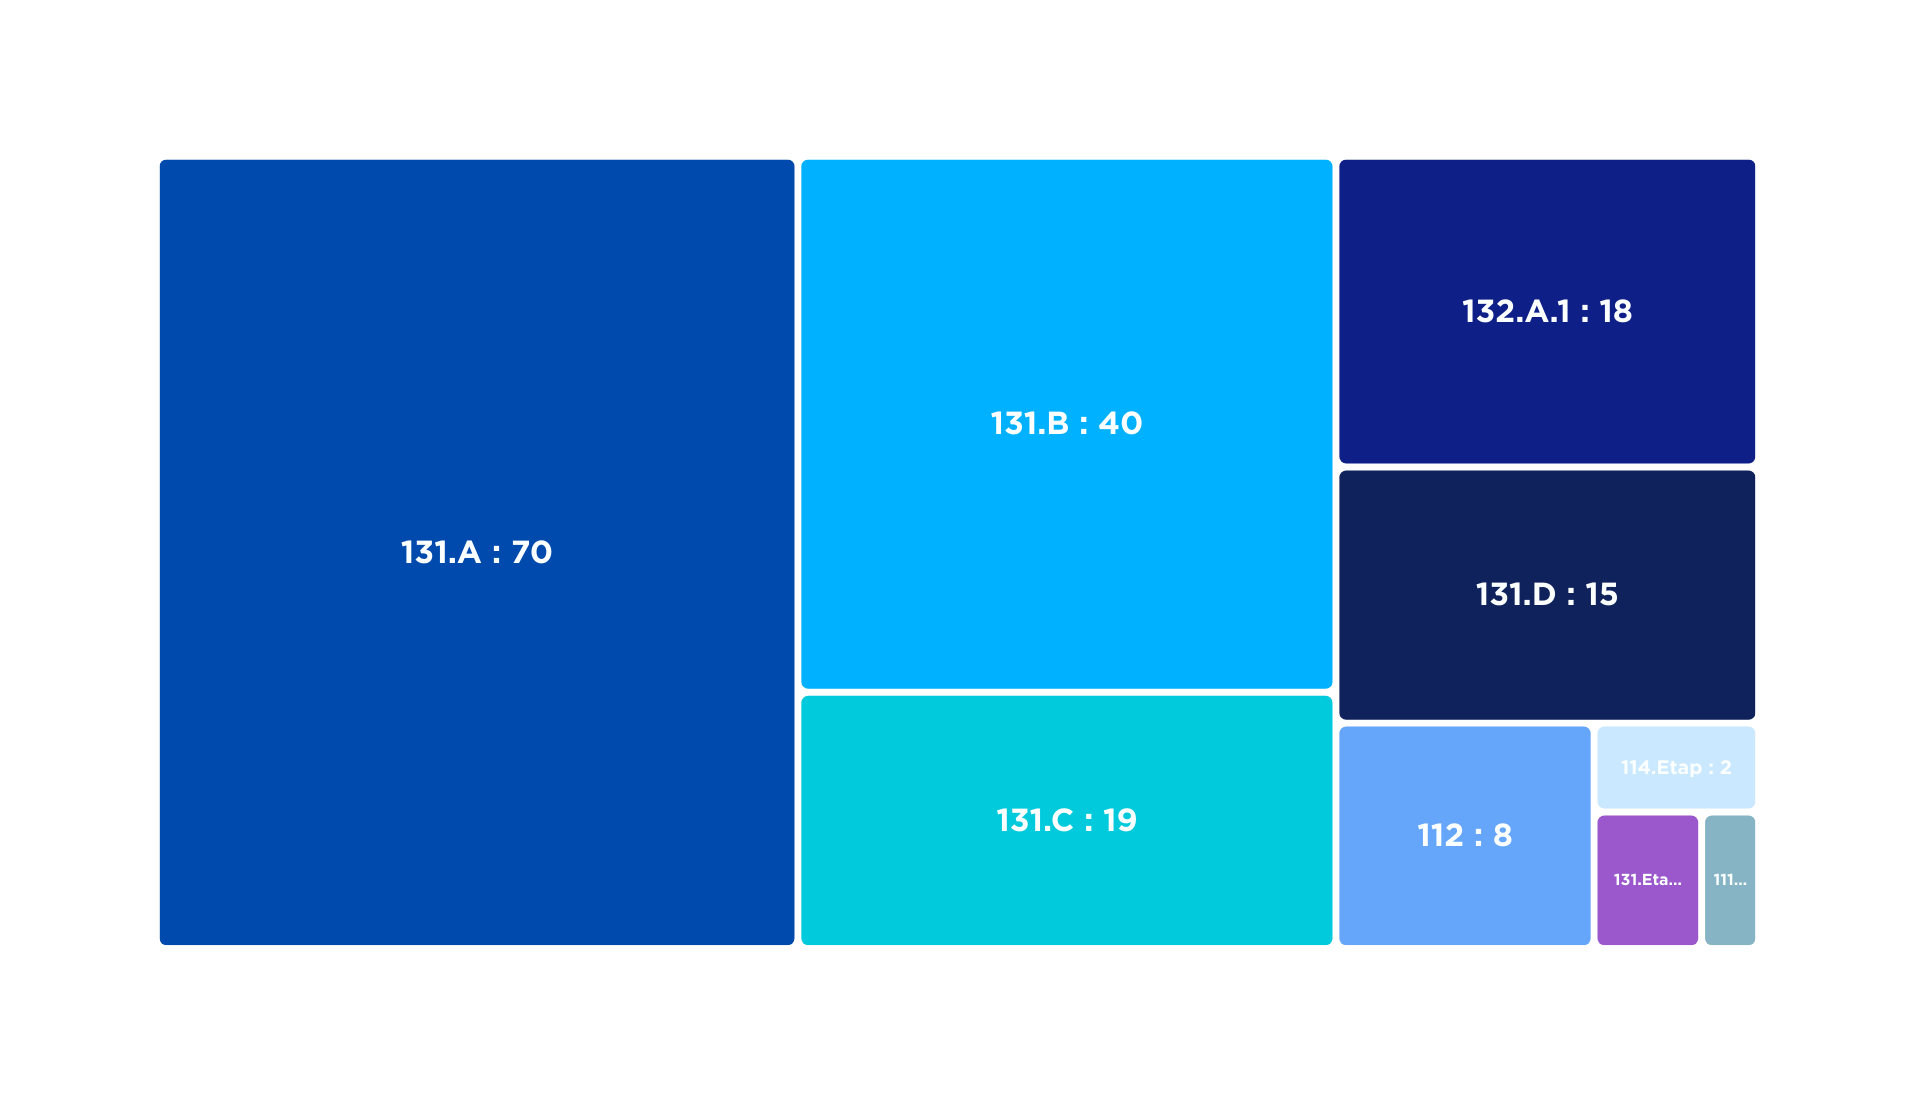 131.A : 70
131.B : 40
131.C : 19
132.A.1 : 18
131.D : 15
112 : 8
114.Etap : 2
131.Eta...
111...